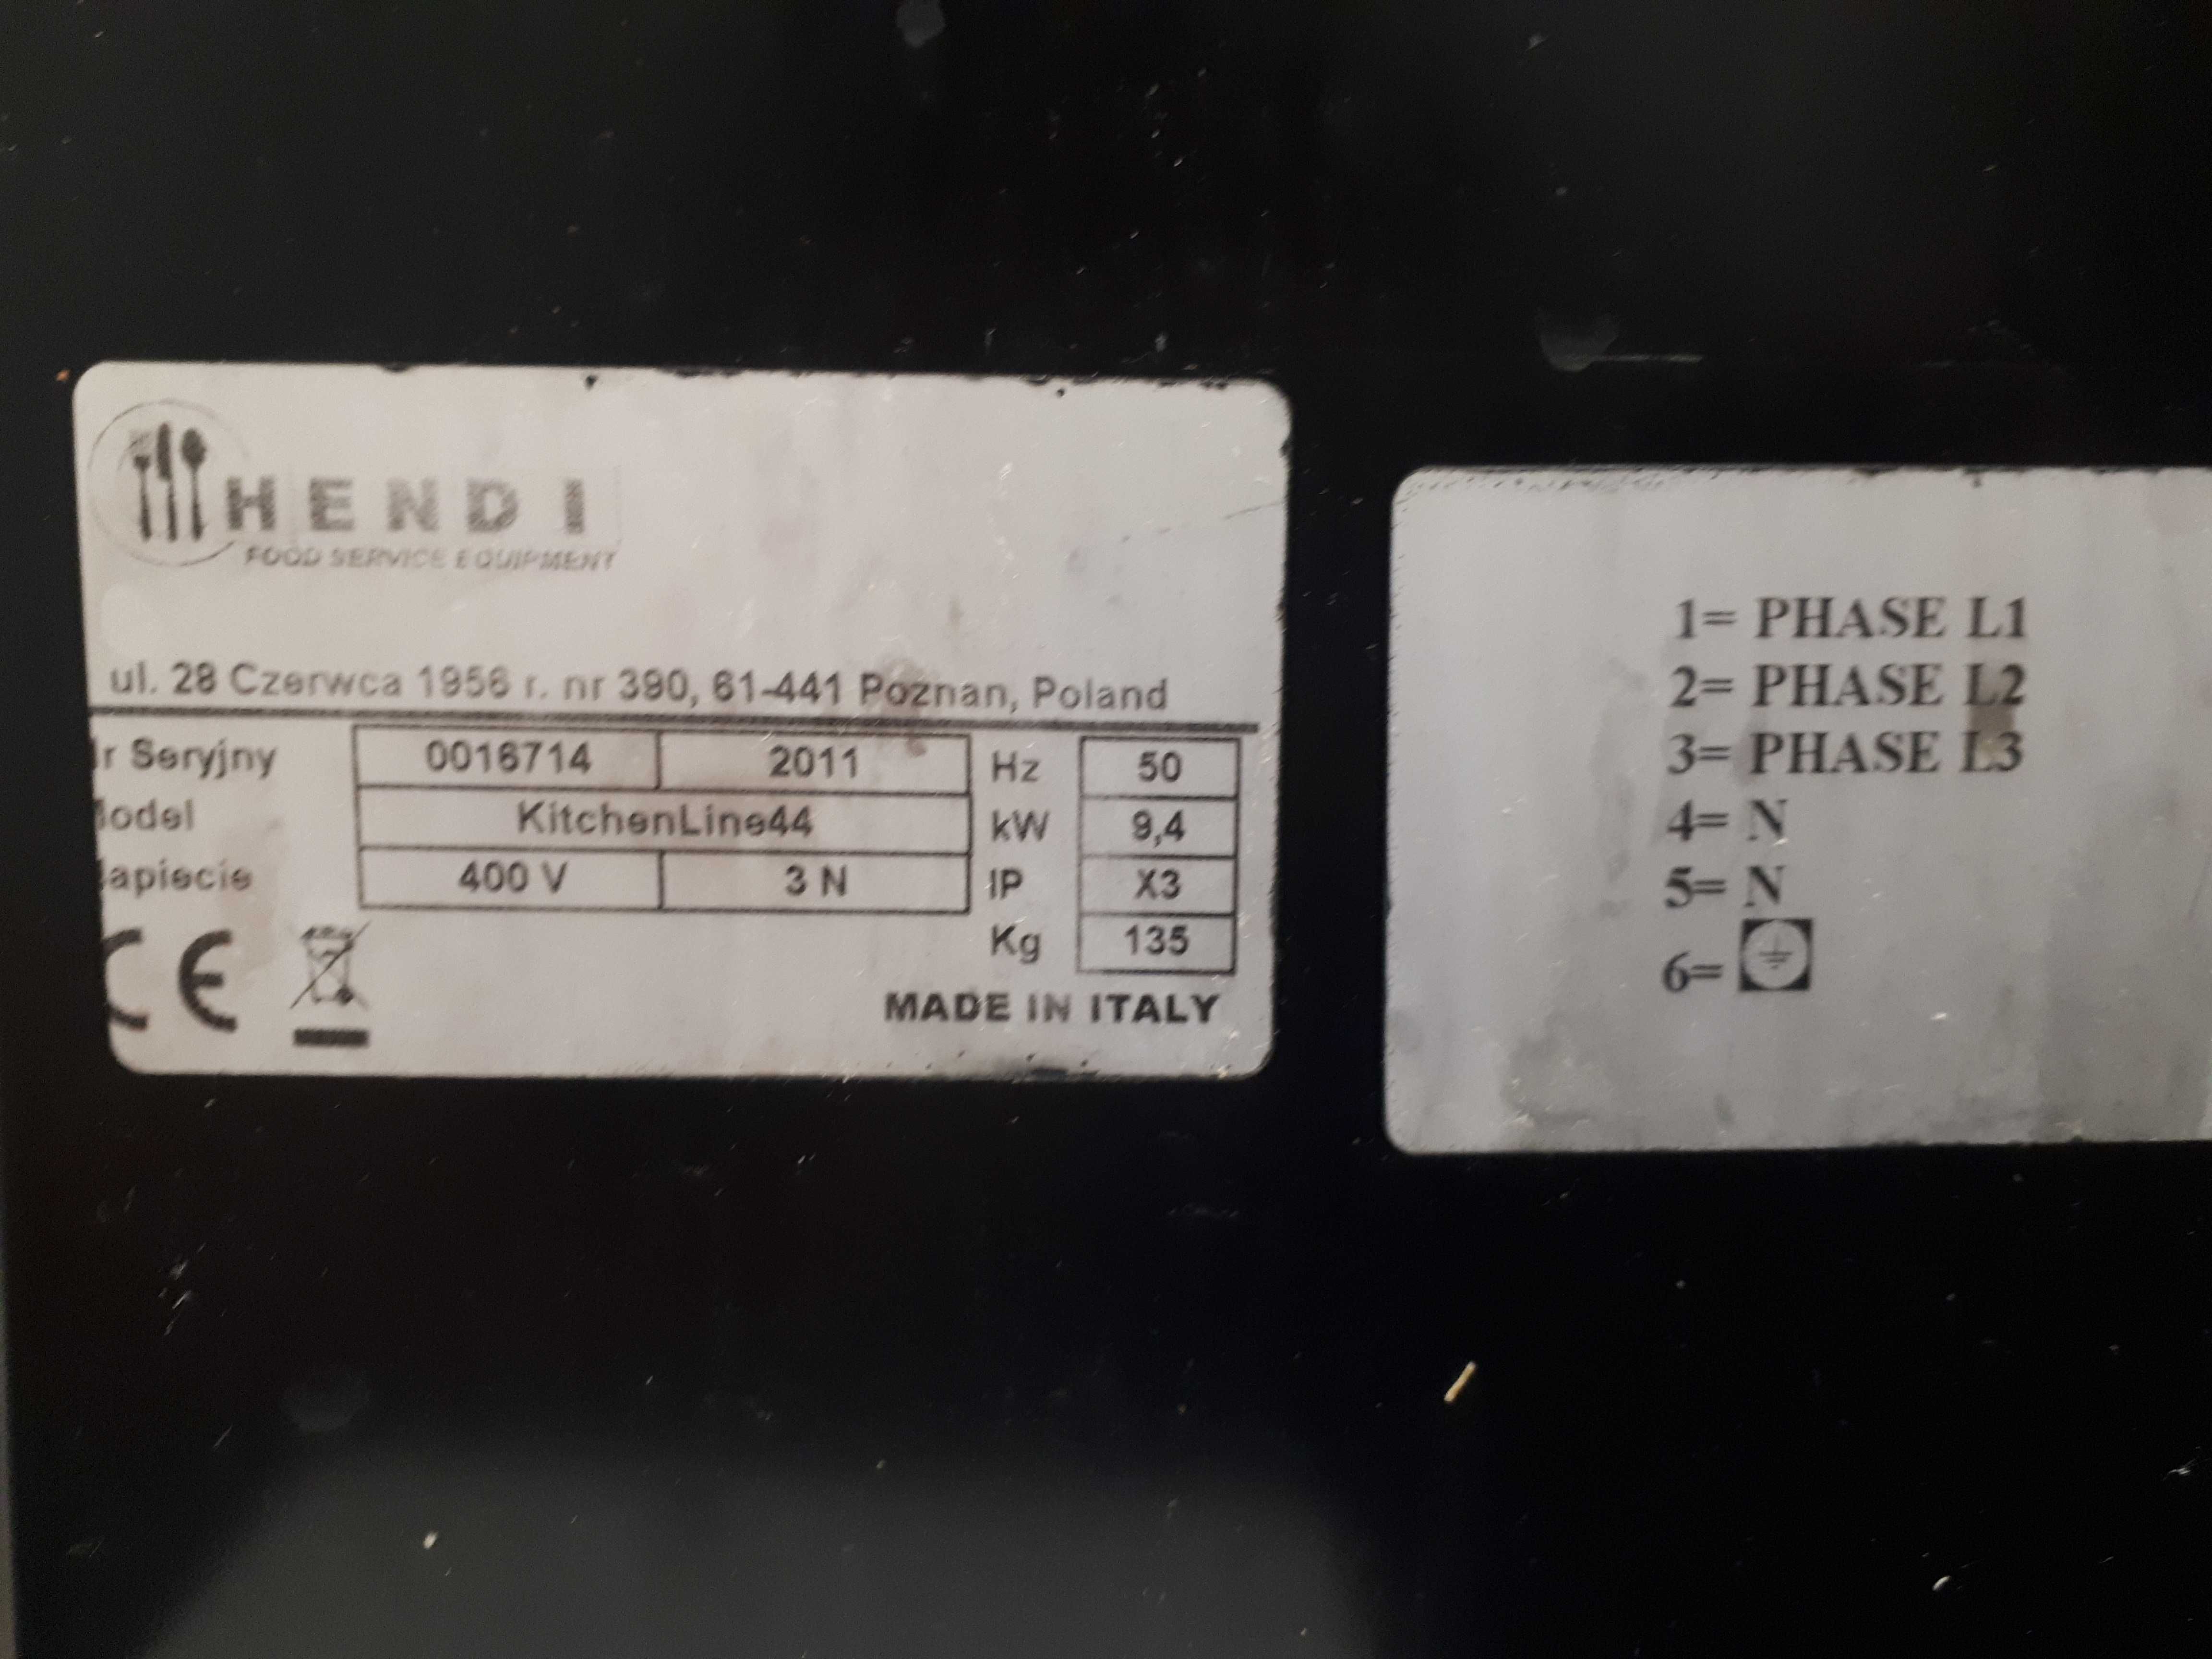 HENDI
FOOD SERVICE EQUIPMENT
ul. 28 Czerwca 1956 r. nr 390, 61-441 Poznan, Poland
r Seryjny 0016714 2011 Hz 50
odel KitchenLine44 kW 9,4
apiecie 400 V 3 N IP X3
Kg 135
CE
MADE IN ITALY
1= PHASE L1
2= PHASE L2
3= PHASE L3
4= N
5= N
6=